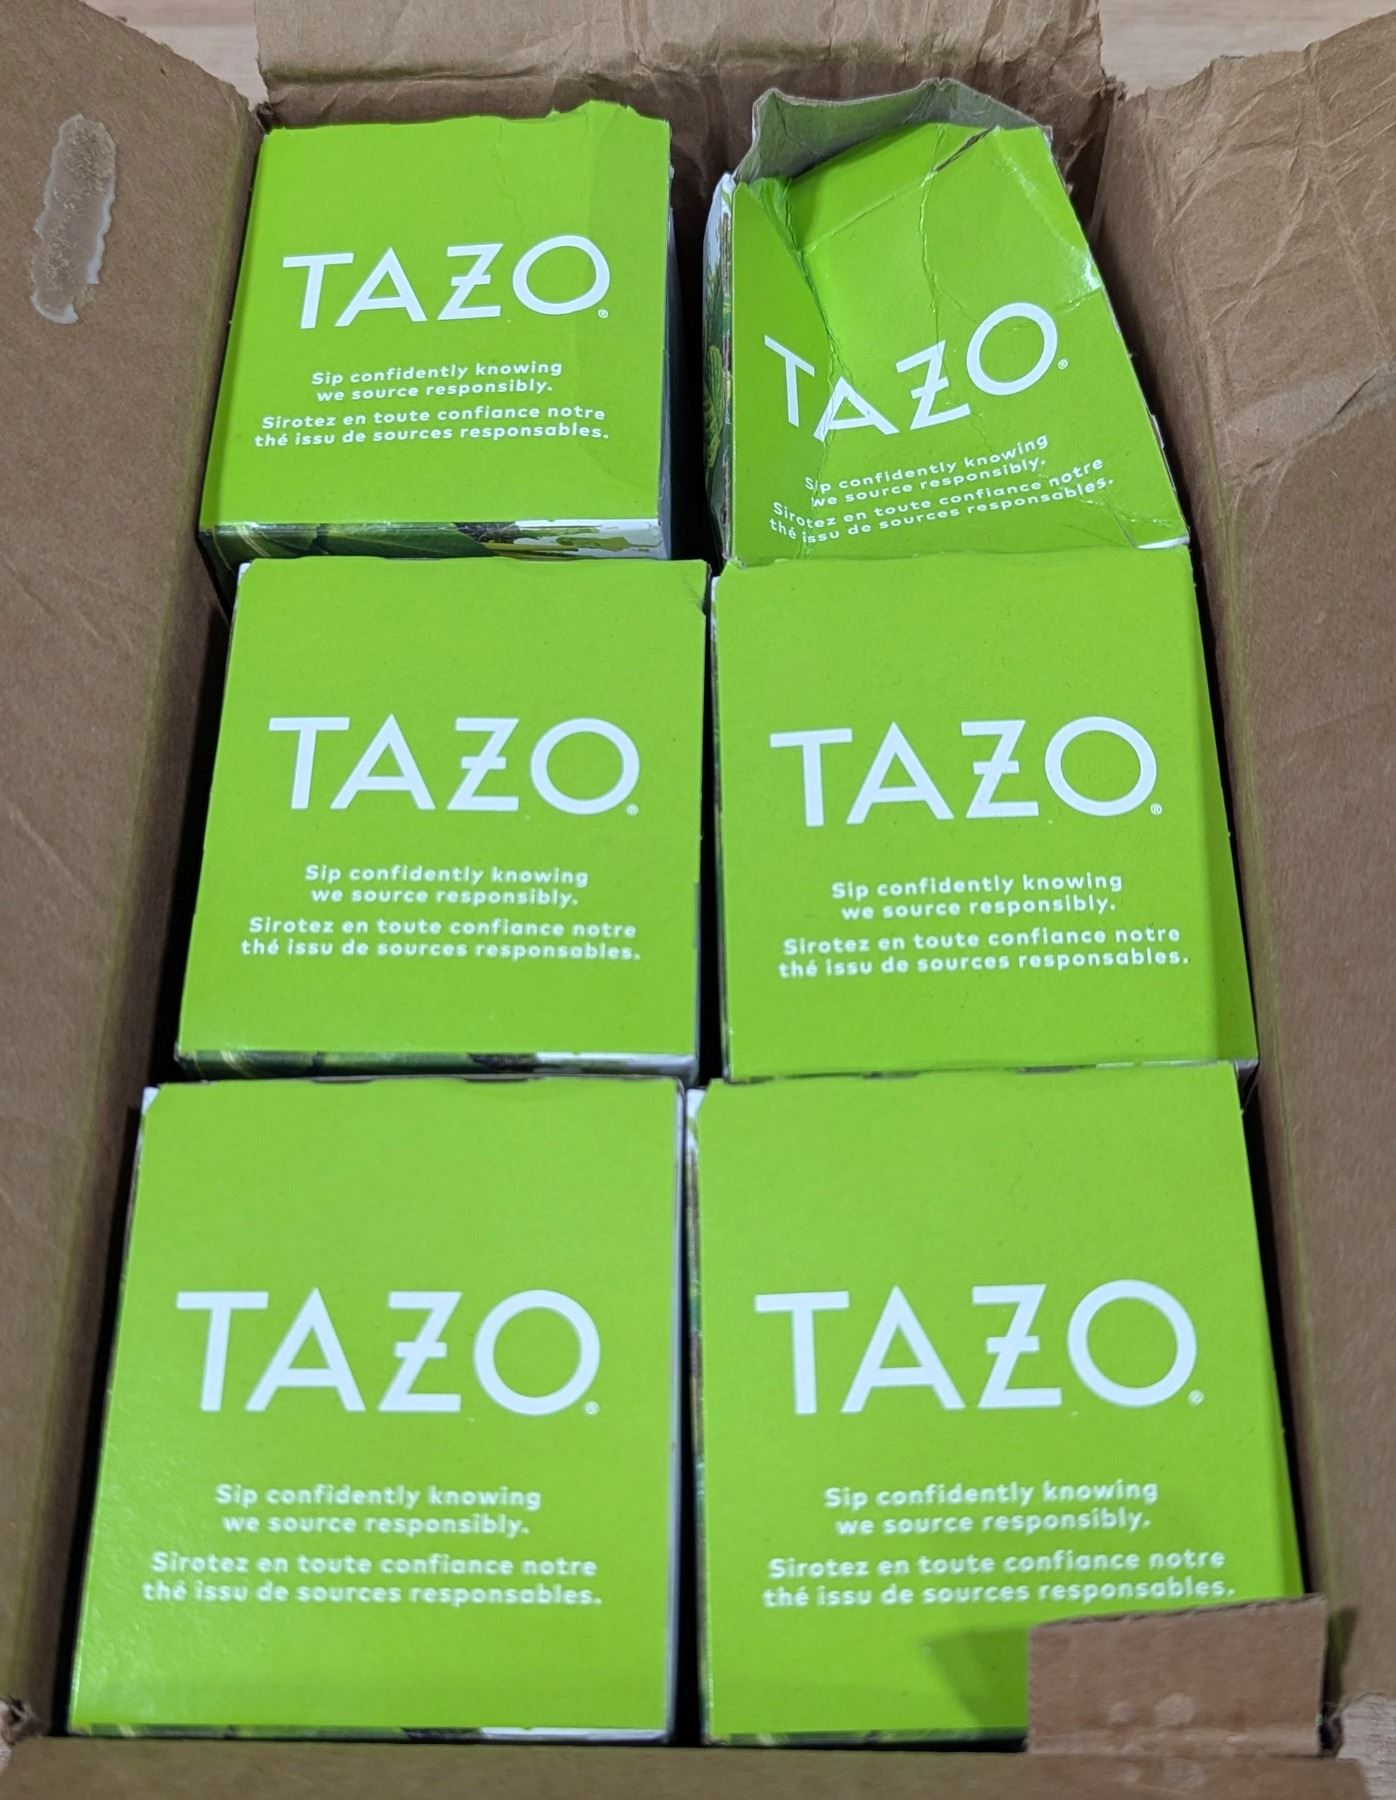 TAZO®
Sip confidently knowing
we source responsibly.
Sirotez en toute confiance notre
thé issu de sources responsables.
TAZO®
Sip confidently knowing
we source responsibly.
Sirotez en toute confiance notre
thé issu de sources responsables.
TAZO®
Sip confidently knowing
we source responsibly.
Sirotez en toute confiance notre
thé issu de sources responsables.
TAZO®
Sip confidently knowing
we source responsibly.
Sirotez en toute confiance notre
thé issu de sources responsables.
TAZO®
Sip confidently knowing
we source responsibly.
Sirotez en toute confiance notre
thé issu de sources responsables.
TAZO®
Sip confidently knowing
we source responsibly.
Sirotez en toute confiance notre
thé issu de sources responsables.